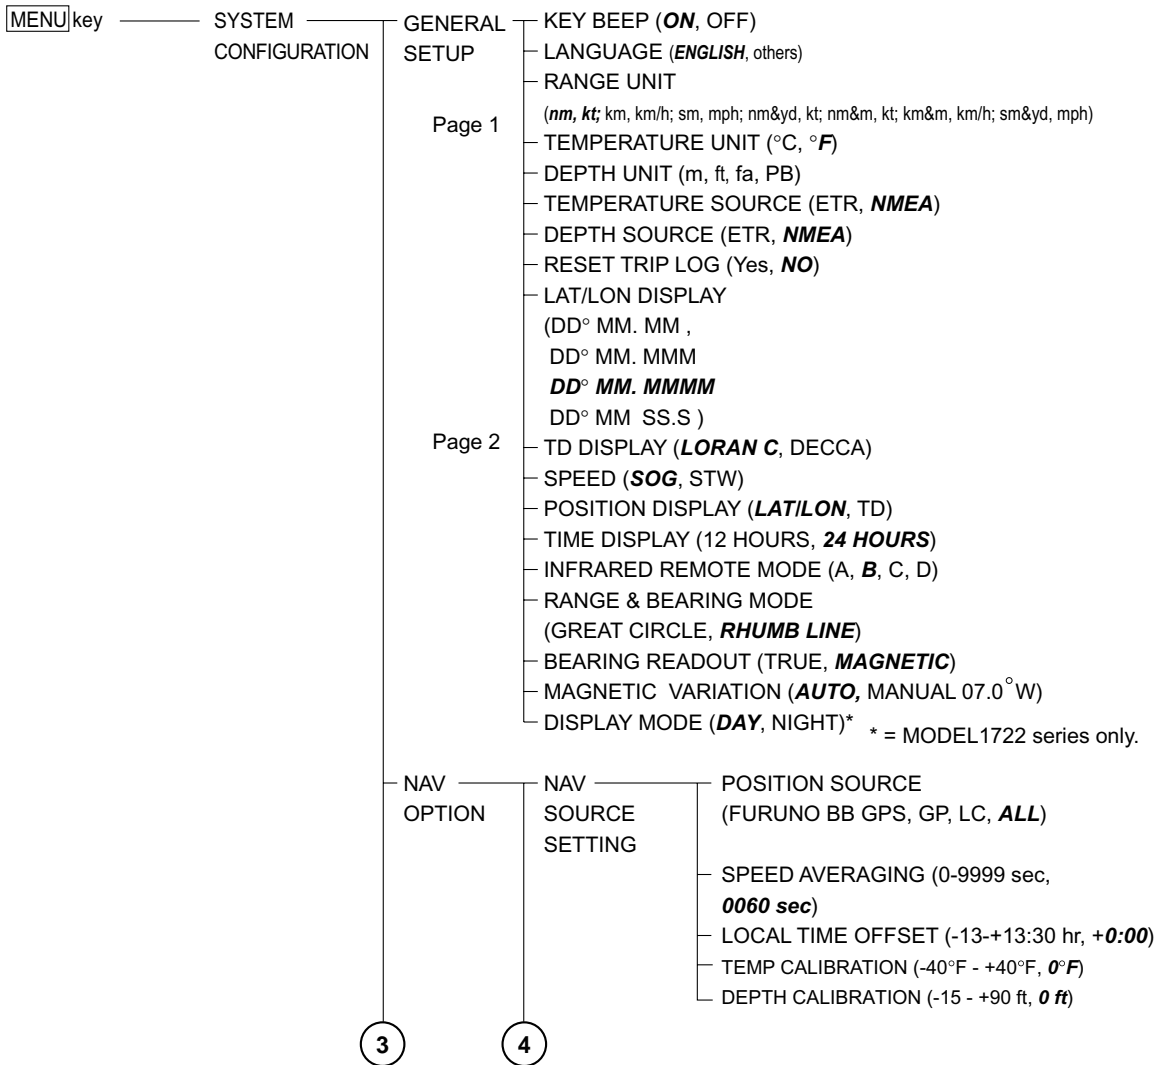 MENU key
SYSTEM
CONFIGURATION
GENERAL
SETUP
Page 1
KEY BEEP (ON, OFF)
LANGUAGE (ENGLISH, others)
RANGE UNIT
(nm, kt; km, km/h; sm, mph; nm&yd, kt; nm&m, kt; km&m, km/h; sm&yd, mph)
TEMPERATURE UNIT (°C, °F)
DEPTH UNIT (m, ft, fa, PB)
TEMPERATURE SOURCE (ETR, NMEA)
DEPTH SOURCE (ETR, NMEA)
RESET TRIP LOG (Yes, NO)
LAT/LON DISPLAY
(DD° MM. MM ,
DD° MM. MMM
DD° MM. MMMM
DD° MM SS.S )
Page 2
TD DISPLAY (LORAN C, DECCA)
SPEED (SOG, STW)
POSITION DISPLAY (LAT/LON, TD)
TIME DISPLAY (12 HOURS, 24 HOURS)
INFRARED REMOTE MODE (A, B, C, D)
RANGE & BEARING MODE
(GREAT CIRCLE, RHUMB LINE)
BEARING READOUT (TRUE, MAGNETIC)
MAGNETIC VARIATION (AUTO, MANUAL 07.0°W)
DISPLAY MODE (DAY, NIGHT)*
* = MODEL1722 series only.
NAV
OPTION
NAV
SOURCE
SETTING
POSITION SOURCE
(FURUNO BB GPS, GP, LC, ALL)
SPEED AVERAGING (0-9999 sec,
0060 sec)
LOCAL TIME OFFSET (-13-+13:30 hr, +0:00)
TEMP CALIBRATION (-40°F - +40°F, 0°F)
DEPTH CALIBRATION (-15 - +90 ft, 0 ft)
3
4